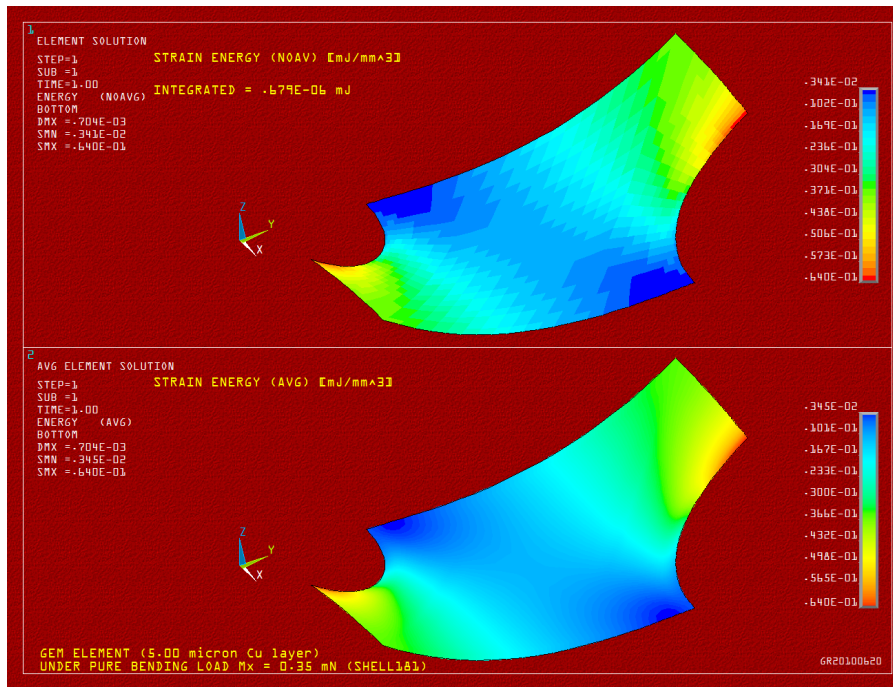 1
ELEMENT SOLUTION
STEP=1
SUB =1
TIME=1.00
ENERGY (NOAVG)
BOTTOM
DMX =.704E-03
SMN =.341E-02
SMX =.640E-01
STRAIN ENERGY (NOAV) [mJ/mm^3]
INTEGRATED = .679E-06 mJ
Z
Y
X
.341E-02
.102E-01
.169E-01
.236E-01
.304E-01
.371E-01
.438E-01
.506E-01
.573E-01
.640E-01
2
AVG ELEMENT SOLUTION
STEP=1
SUB =1
TIME=1.00
ENERGY (AVG)
BOTTOM
DMX =.704E-03
SMN =.345E-02
SMX =.640E-01
STRAIN ENERGY (AVG) [mJ/mm^3]
Z
Y
X
.345E-02
.101E-01
.167E-01
.233E-01
.300E-01
.366E-01
.432E-01
.498E-01
.565E-01
.640E-01
GEM ELEMENT (5.00 micron Cu layer)
UNDER PURE BENDING LOAD Mx = 0.35 mN (SHELL181)
GR20100620